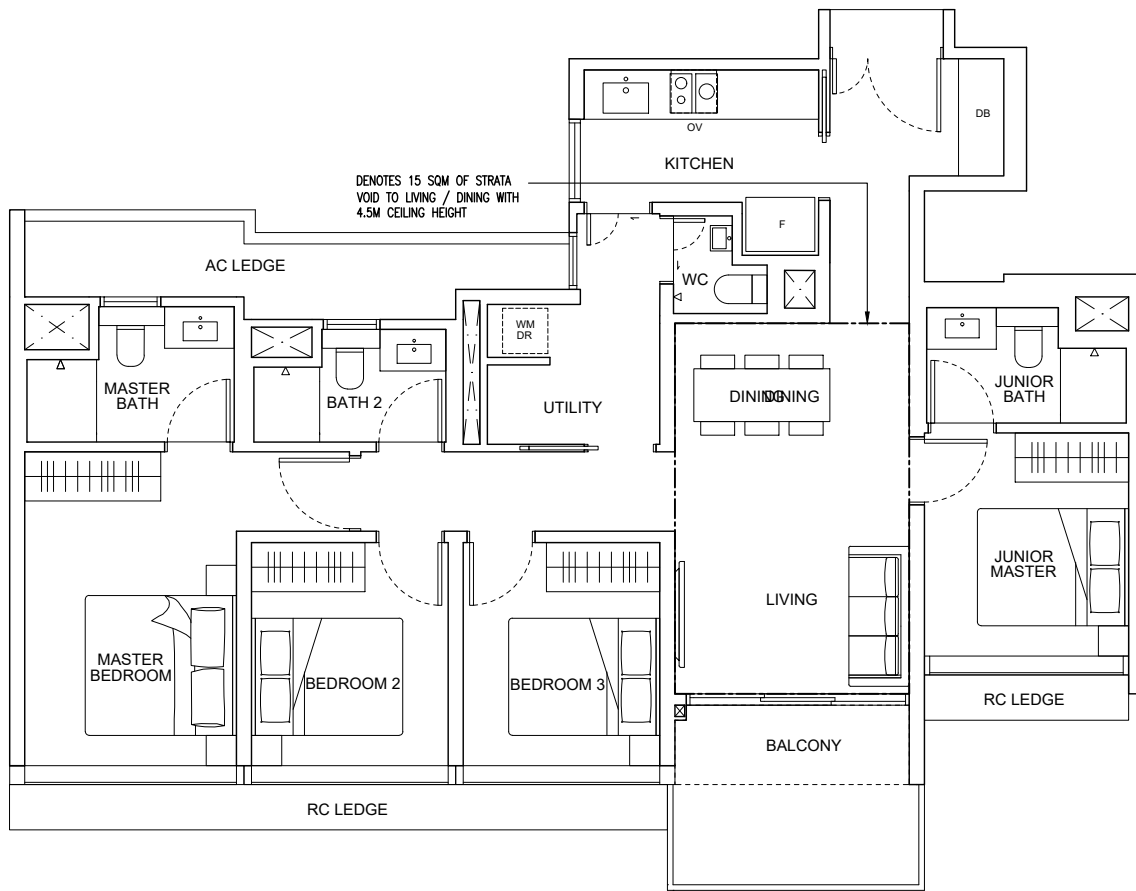 DB
OV
KITCHEN
DENOTES 15 SQM OF STRATA
VOID TO LIVING / DINING WITH
4.5M CEILING HEIGHT
F
AC LEDGE
WC
WM
DR
MASTER
BATH
BATH 2
UTILITY
DINING
DINING
JUNIOR
BATH
JUNIOR
MASTER
LIVING
MASTER
BEDROOM
BEDROOM 2
BEDROOM 3
RC LEDGE
BALCONY
RC LEDGE